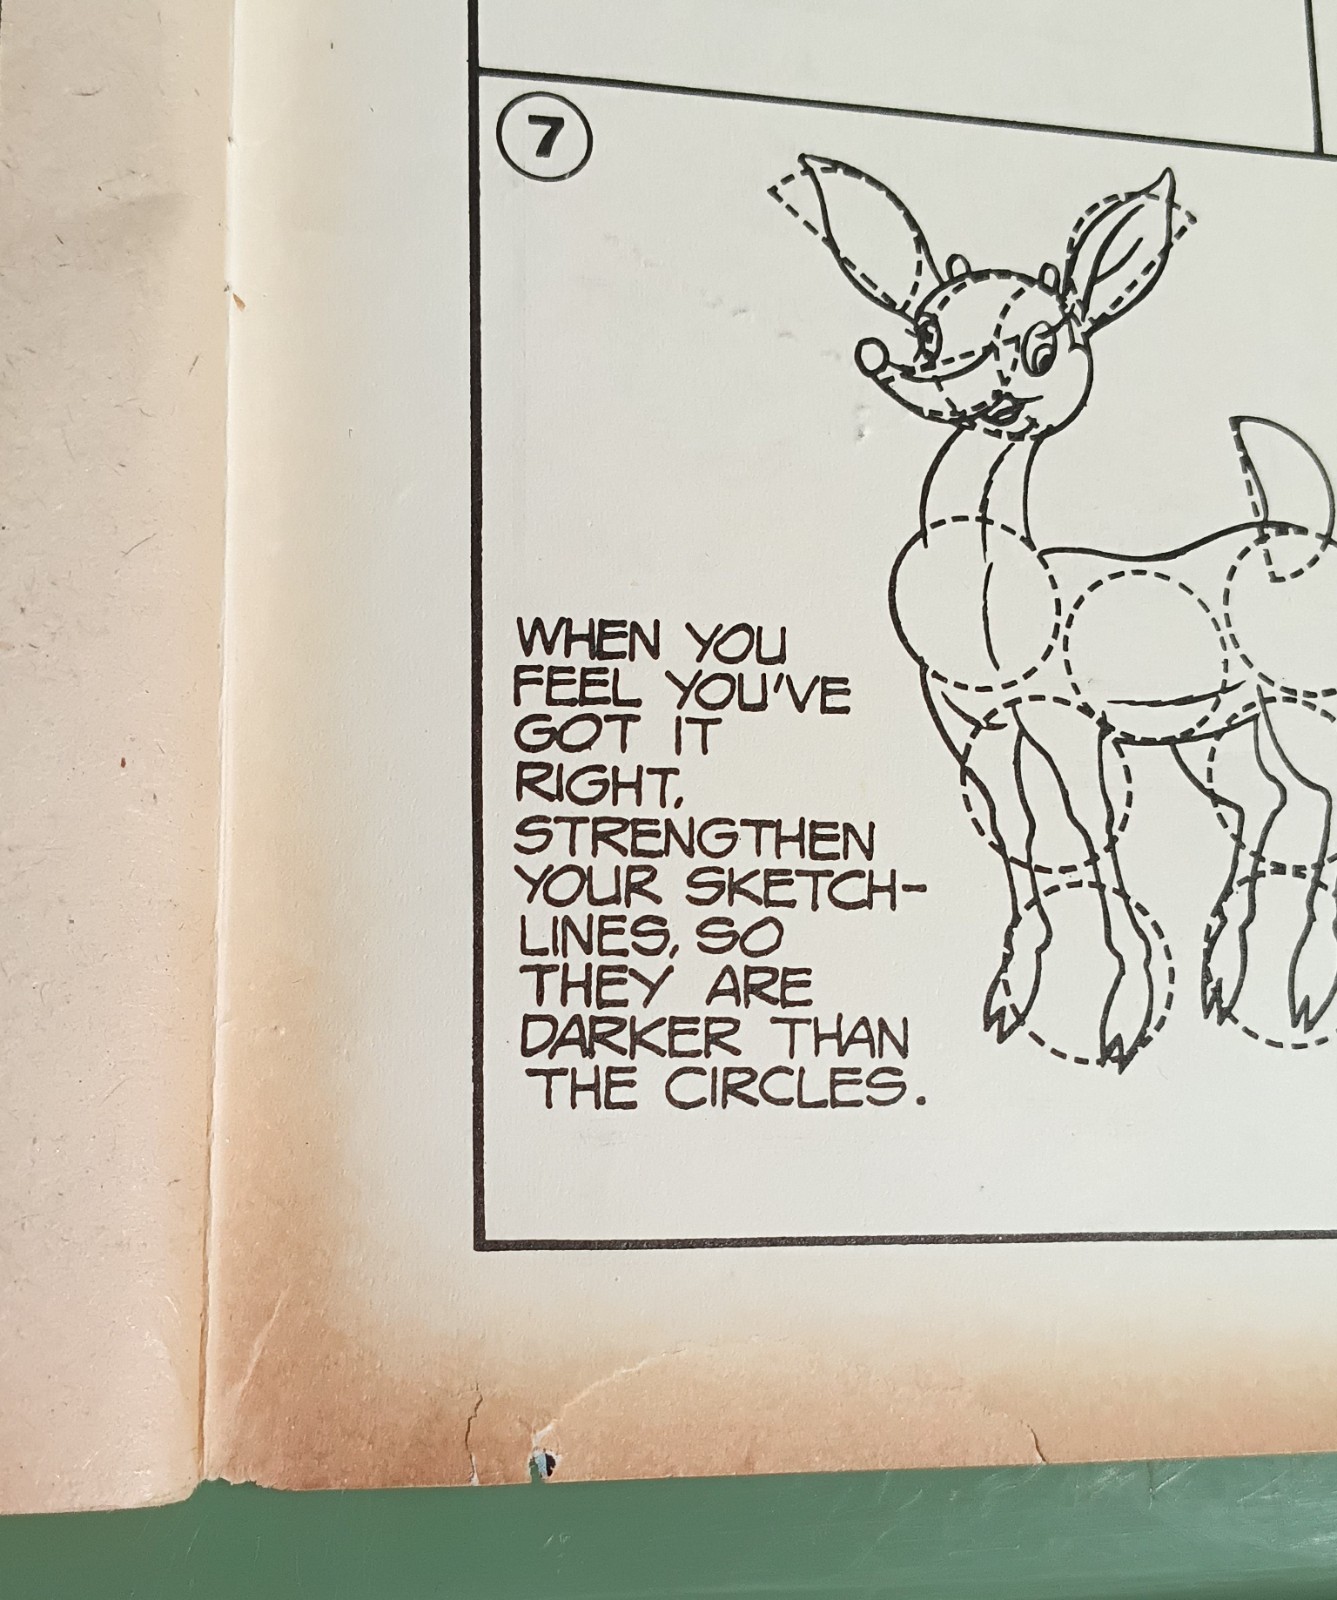 7
WHEN YOU
FEEL YOU'VE
GOT IT
RIGHT,
STRENGTHEN
YOUR SKETCH-
LINES, SO
THEY ARE
DARKER THAN
THE CIRCLES.